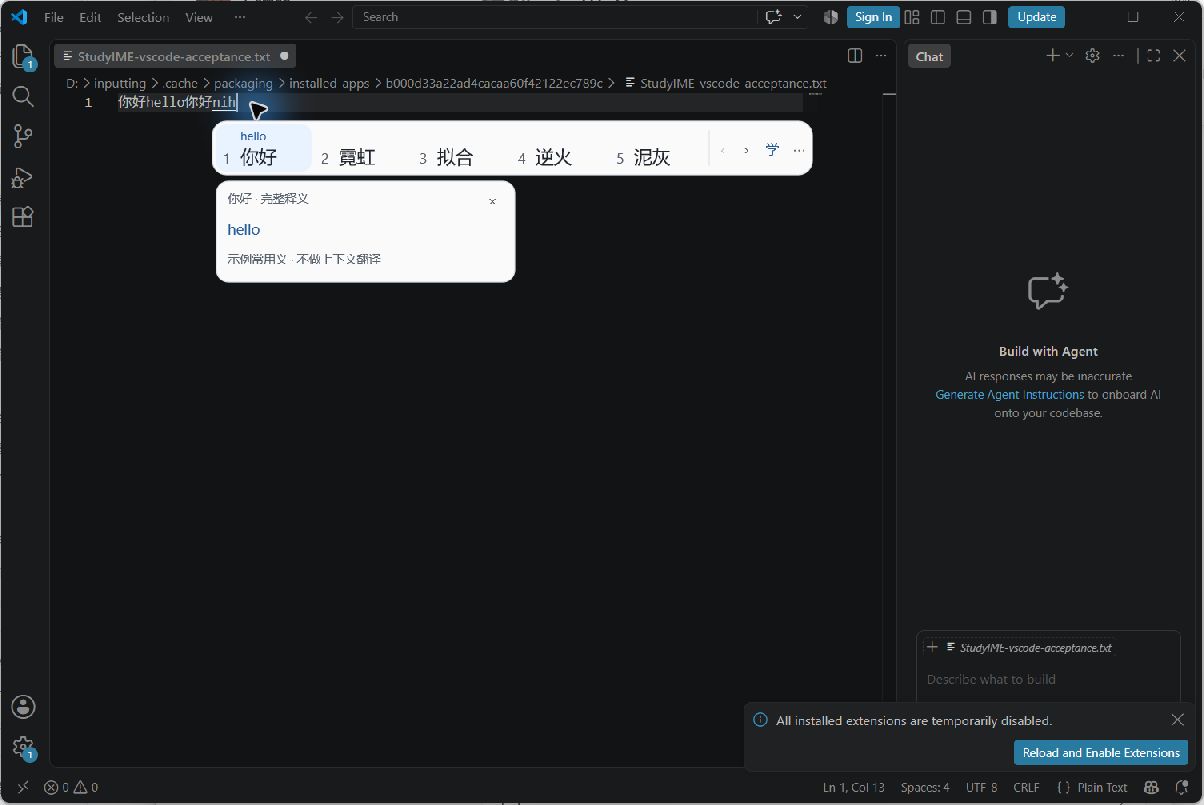 File Edit Selection View ··· Search Sign In Update
StudyIME-vscode-acceptance.txt
Chat
1
D: > inputting > .cache > packaging > installed_apps > b000d33a22ad4cacaa60f42122ec789c > StudyIME-vscode-acceptance.txt
1 你好hello你好nih
hello
1 你好 2 霓虹 3 拟合 4 逆火 5 泥灰 学 ···
你好 · 完整释义
hello
示例常用义 · 不做上下文翻译
Build with Agent
AI responses may be inaccurate
Generate Agent Instructions to onboard AI
onto your codebase.
StudyIME-vscode-acceptance.txt
Describe what to build
All installed extensions are temporarily disabled.
Reload and Enable Extensions
1
0 0 Ln 1, Col 13 Spaces: 4 UTF-8 CRLF { } Plain Text